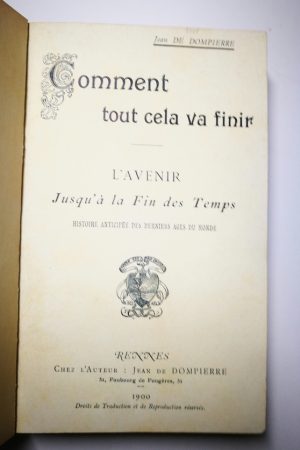 Jean DE DOMPIERRE
Comment
tout cela va finir
L'AVENIR
Jusqu'à la Fin des Temps
HISTOIRE ANTICIPÉE DES DERNIERS AGES DU MONDE
RENNES
CHEZ L'AUTEUR : JEAN DE DOMPIERRE
32, Faubourg de Fougères, 32
1900
Droits de Traduction et de Reproduction réservés.